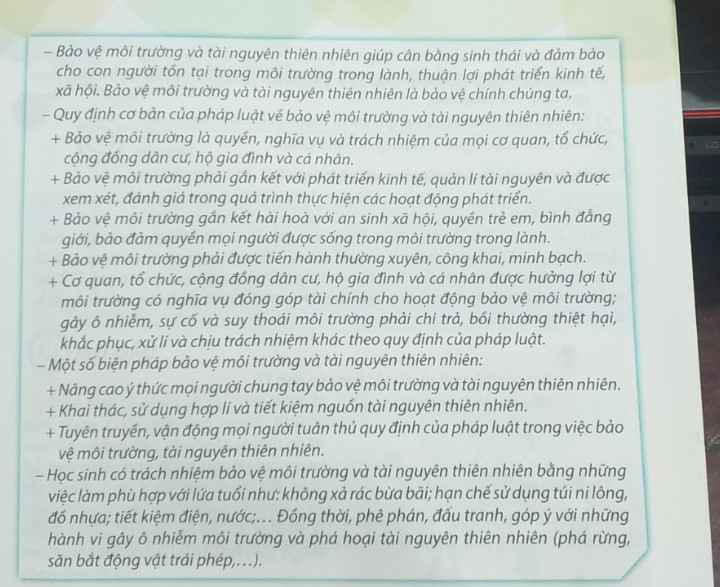 – Bảo vệ môi trường và tài nguyên thiên nhiên giúp cân bằng sinh thái và đảm bảo
cho con người tồn tại trong môi trường trong lành, thuận lợi phát triển kinh tế,
xã hội. Bảo vệ môi trường và tài nguyên thiên nhiên là bảo vệ chính chúng ta.
– Quy định cơ bản của pháp luật về bảo vệ môi trường và tài nguyên thiên nhiên:
+ Bảo vệ môi trường là quyền, nghĩa vụ và trách nhiệm của mọi cơ quan, tổ chức,
cộng đồng dân cư, hộ gia đình và cá nhân.
+ Bảo vệ môi trường phải gắn kết với phát triển kinh tế, quản lí tài nguyên và được
xem xét, đánh giá trong quá trình thực hiện các hoạt động phát triển.
+ Bảo vệ môi trường gắn kết hài hoà với an sinh xã hội, quyền trẻ em, bình đẳng
giới, bảo đảm quyền mọi người được sống trong môi trường trong lành.
+ Bảo vệ môi trường phải được tiến hành thường xuyên, công khai, minh bạch.
+ Cơ quan, tổ chức, cộng đồng dân cư, hộ gia đình và cá nhân được hưởng lợi từ
môi trường có nghĩa vụ đóng góp tài chính cho hoạt động bảo vệ môi trường;
gây ô nhiễm, sự cố và suy thoái môi trường phải chi trả, bồi thường thiệt hại,
khắc phục, xử lí và chịu trách nhiệm khác theo quy định của pháp luật.
– Một số biện pháp bảo vệ môi trường và tài nguyên thiên nhiên:
+ Nâng cao ý thức mọi người chung tay bảo vệ môi trường và tài nguyên thiên nhiên.
+ Khai thác, sử dụng hợp lí và tiết kiệm nguồn tài nguyên thiên nhiên.
+ Tuyên truyền, vận động mọi người tuân thủ quy định của pháp luật trong việc bảo
vệ môi trường, tài nguyên thiên nhiên.
– Học sinh có trách nhiệm bảo vệ môi trường và tài nguyên thiên nhiên bằng những
việc làm phù hợp với lứa tuổi như: không xả rác bừa bãi; hạn chế sử dụng túi ni lông,
đồ nhựa; tiết kiệm điện, nước;... Đồng thời, phê phán, đấu tranh, góp ý với những
hành vi gây ô nhiễm môi trường và phá hoại tài nguyên thiên nhiên (phá rừng,
săn bắt động vật trái phép,...).